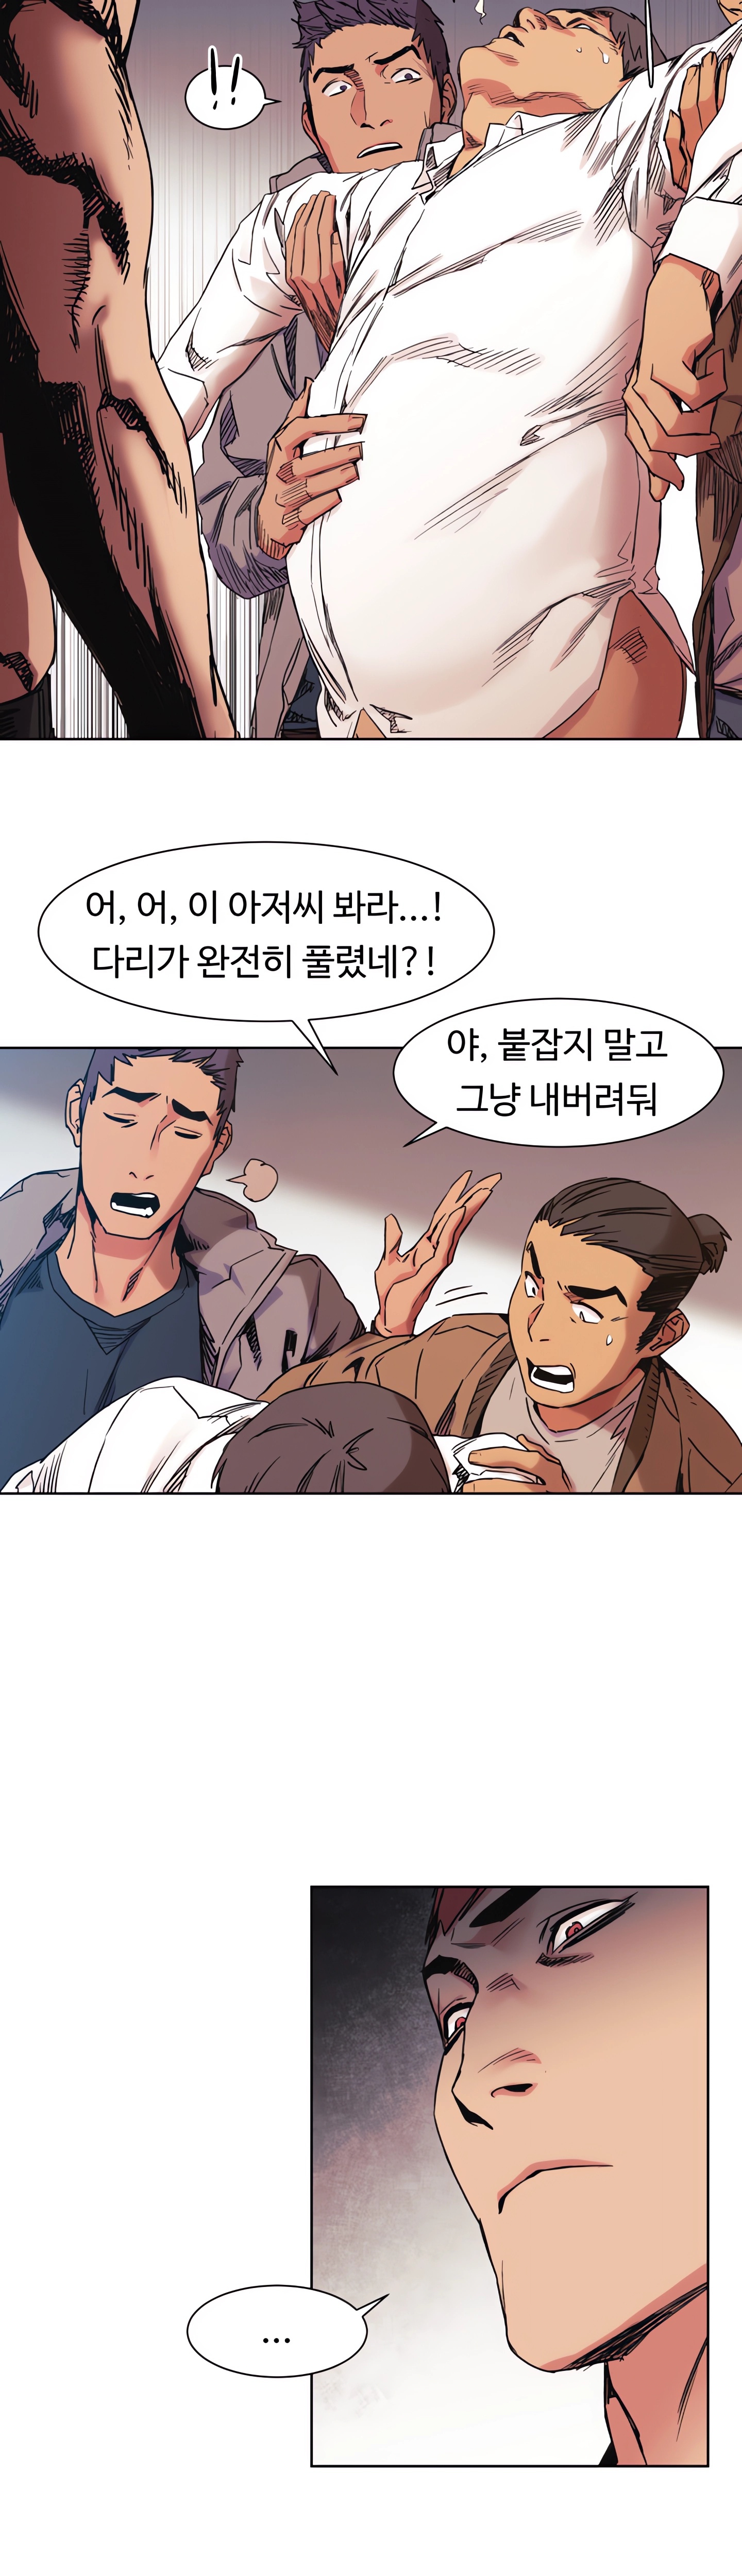 !!
어, 어, 이 아저씨 봐라...!
다리가 완전히 풀렸네?!
야, 붙잡지 말고
그냥 내버려둬
...